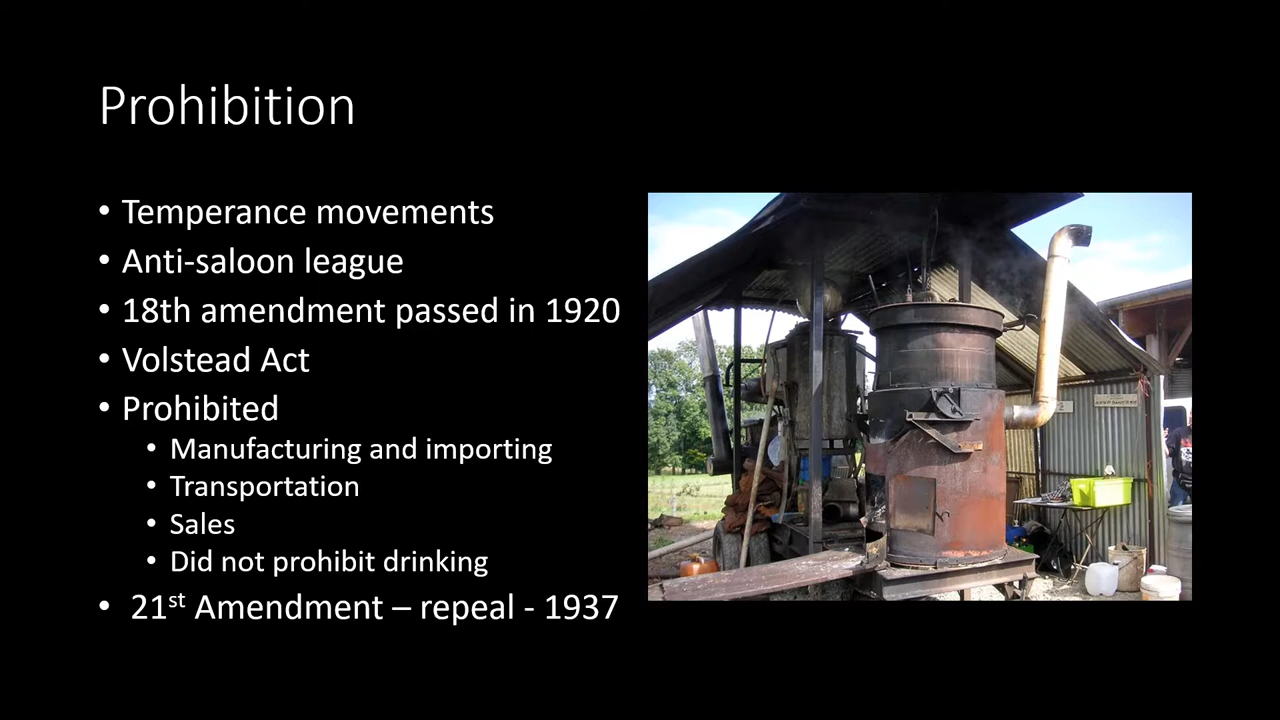 Prohibition
• Temperance movements
• Anti-saloon league
• 18th amendment passed in 1920
• Volstead Act
• Prohibited
• Manufacturing and importing
• Transportation
• Sales
• Did not prohibit drinking
• 21st Amendment – repeal - 1937